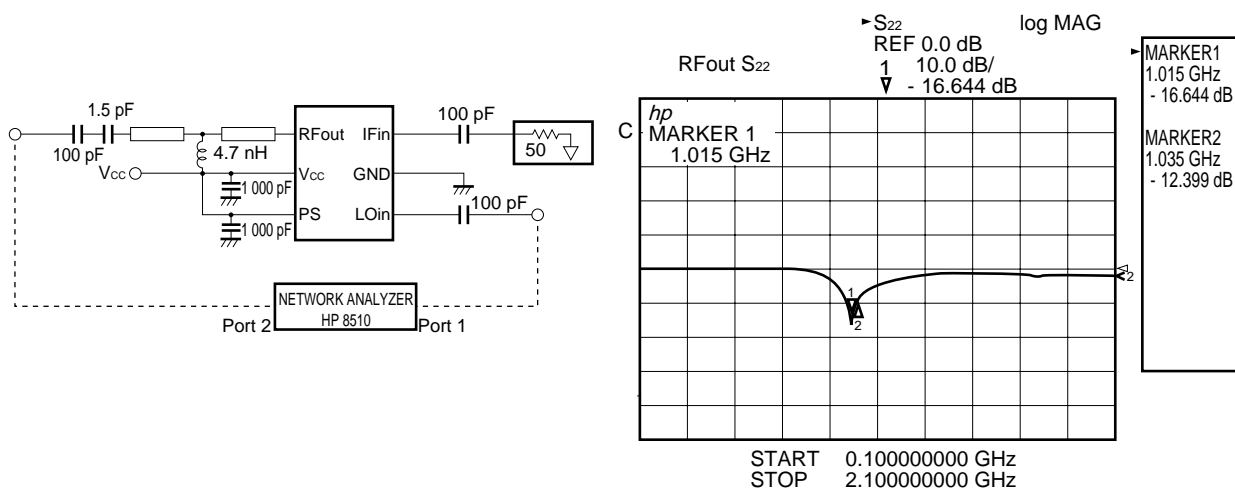 1.5 pF
100 pF
4.7 nH
VCC
1 000 pF
1 000 pF
RFout
IFin
VCC
GND
PS
LOin
100 pF
50
100 pF
NETWORK ANALYZER
HP 8510
Port 2
Port 1
RFout S22
S22
log MAG
REF 0.0 dB
1
10.0 dB/
- 16.644 dB
C
hp
MARKER 1
1.015 GHz
1
2
2
START 0.100000000 GHz
STOP 2.100000000 GHz
MARKER1
1.015 GHz
- 16.644 dB
MARKER2
1.035 GHz
- 12.399 dB